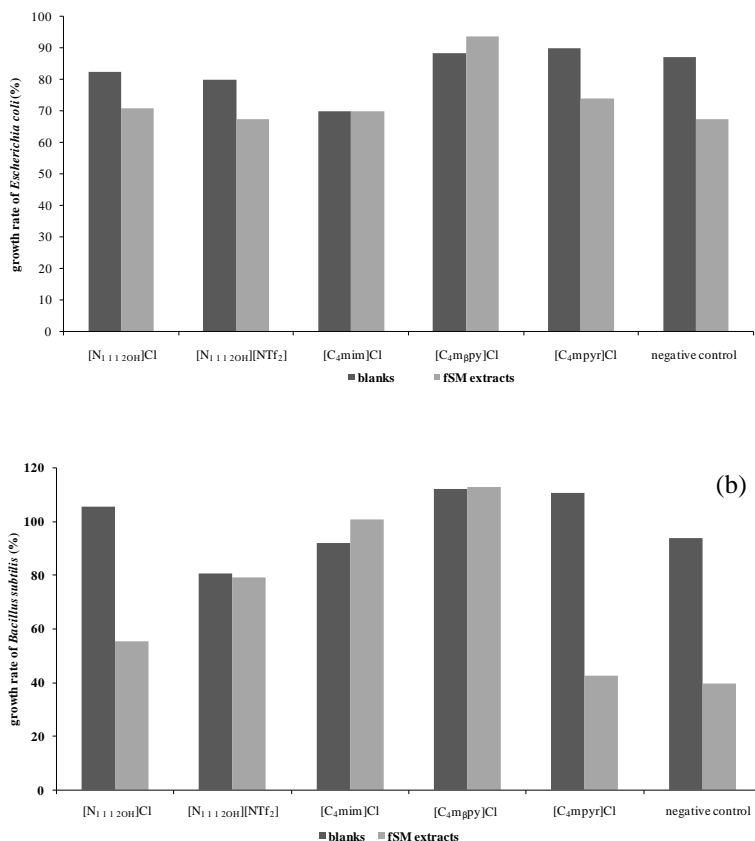 100
90
80
70
60
50
40
30
20
10
0
growth rate of Escherichia coli (%)
[N₁ ₁ ₁ ₂OH]Cl [N₁ ₁ ₁ ₂OH][NTf₂] [C₄mim]Cl [C₄mᵦpy]Cl [C₄mpyr]Cl negative control
blanks fSM extracts
(b)
120
100
80
60
40
20
0
growth rate of Bacillus subtilis (%)
[N₁ ₁ ₁ ₂OH]Cl [N₁ ₁ ₁ ₂OH][NTf₂] [C₄mim]Cl [C₄mᵦpy]Cl [C₄mpyr]Cl negative control
blanks fSM extracts